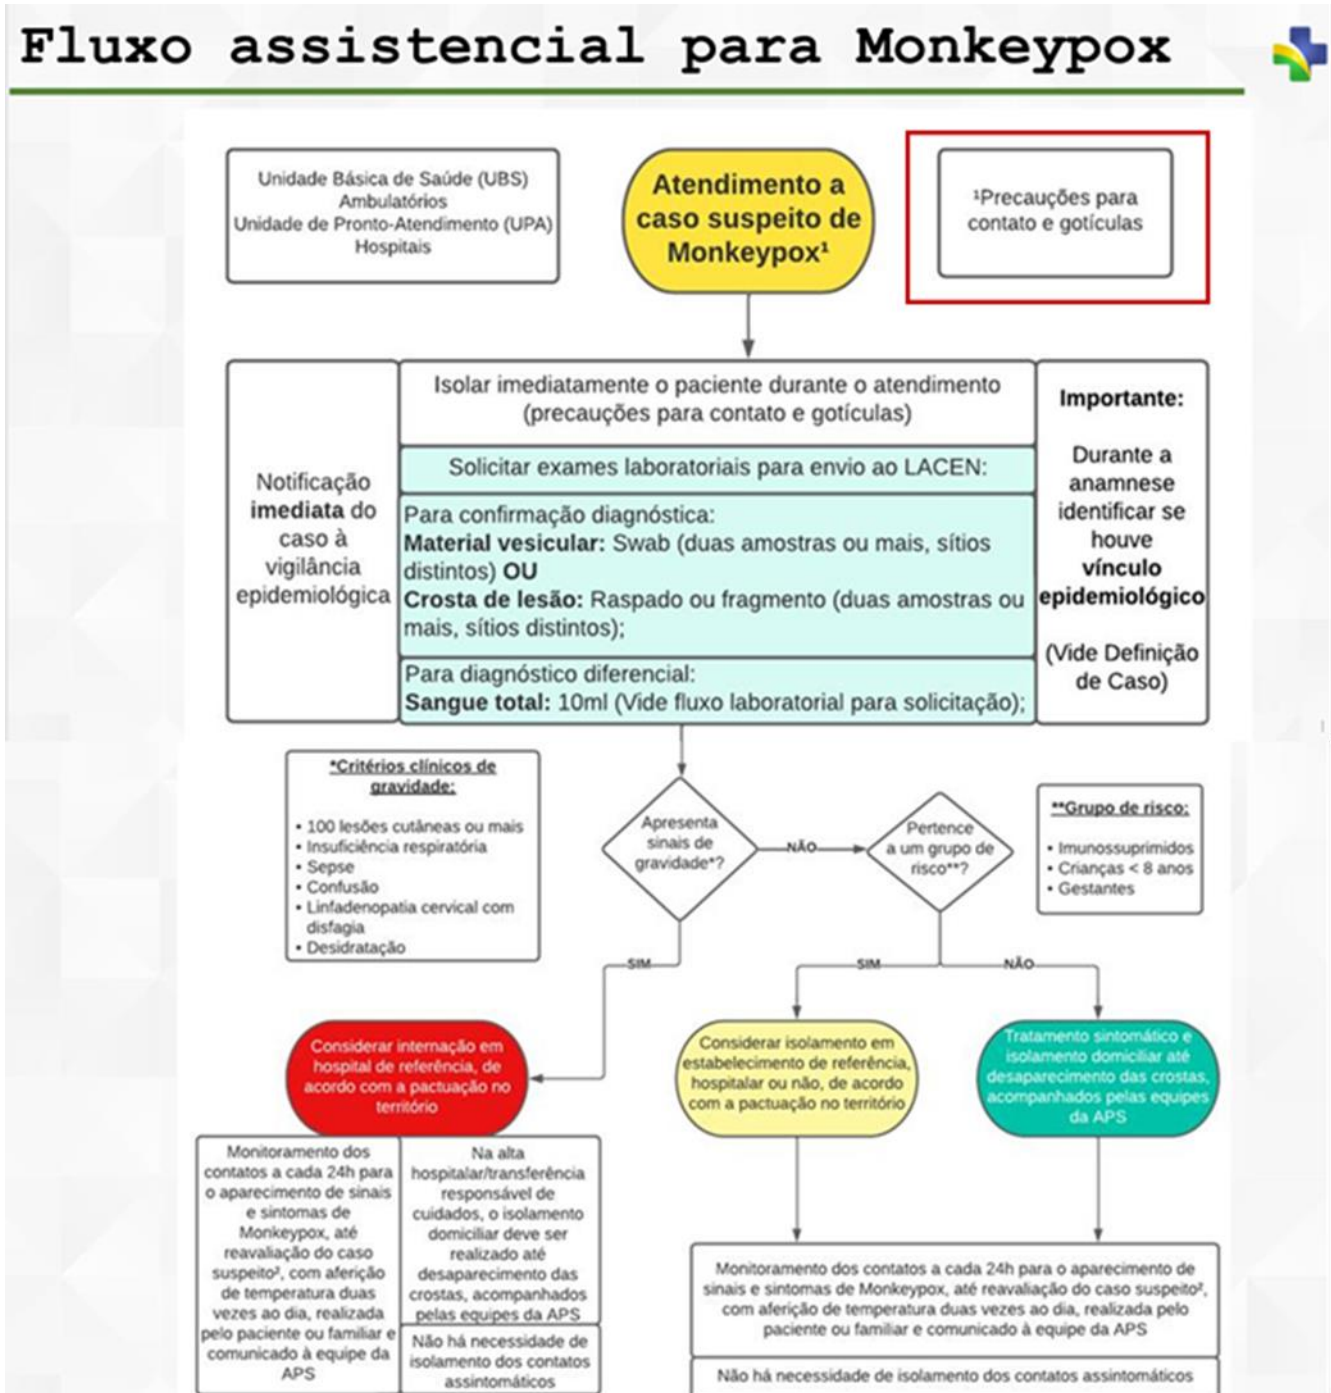 Fluxo assistencial para Monkeypox
Unidade Básica de Saúde (UBS)
Ambulatórios
Unidade de Pronto-Atendimento (UPA)
Hospitais
Atendimento a
caso suspeito de
Monkeypox¹
¹Precauções para
contato e gotículas
Notificação
imediata do
caso à
vigilância
epidemiológica
Isolar imediatamente o paciente durante o atendimento
(precauções para contato e gotículas)
Solicitar exames laboratoriais para envio ao LACEN:
Para confirmação diagnóstica:
Material vesicular: Swab (duas amostras ou mais, sítios
distintos) OU
Crosta de lesão: Raspado ou fragmento (duas amostras ou
mais, sítios distintos);
Para diagnóstico diferencial:
Sangue total: 10ml (Vide fluxo laboratorial para solicitação);
Importante:
Durante a
anamnese
identificar se
houve
vínculo
epidemiológico
(Vide Definição
de Caso)
*Critérios clínicos de
gravidade:
• 100 lesões cutâneas ou mais
• Insuficiência respiratória
• Sepse
• Confusão
• Linfadenopatia cervical com
disfagia
• Desidratação
Apresenta
sinais de
gravidade*?
NÃO
Pertence
a um grupo de
risco**?
**Grupo de risco:
• Imunossuprimidos
• Crianças < 8 anos
• Gestantes
SIM
SIM
NÃO
Considerar internação em
hospital de referência, de
acordo com a pactuação no
território
Considerar isolamento em
estabelecimento de referência,
hospitalar ou não, de acordo
com a pactuação no território
Tratamento sintomático e
isolamento domiciliar até
desaparecimento das crostas,
acompanhados pelas equipes
da APS
Monitoramento dos
contatos a cada 24h para
o aparecimento de sinais
e sintomas de
Monkeypox, até
reavaliação do caso
suspeito², com aferição
de temperatura duas
vezes ao dia, realizada
pelo paciente ou familiar e
comunicado à equipe da
APS
Na alta
hospitalar/transferência
responsável de
cuidados, o isolamento
domiciliar deve ser
realizado até
desaparecimento das
crostas, acompanhados
pelas equipes da APS
Não há necessidade de
isolamento dos contatos
assintomáticos
Monitoramento dos contatos a cada 24h para o aparecimento de
sinais e sintomas de Monkeypox, até reavaliação do caso suspeito²,
com aferição de temperatura duas vezes ao dia, realizada pelo
paciente ou familiar e comunicado à equipe da APS
Não há necessidade de isolamento dos contatos assintomáticos